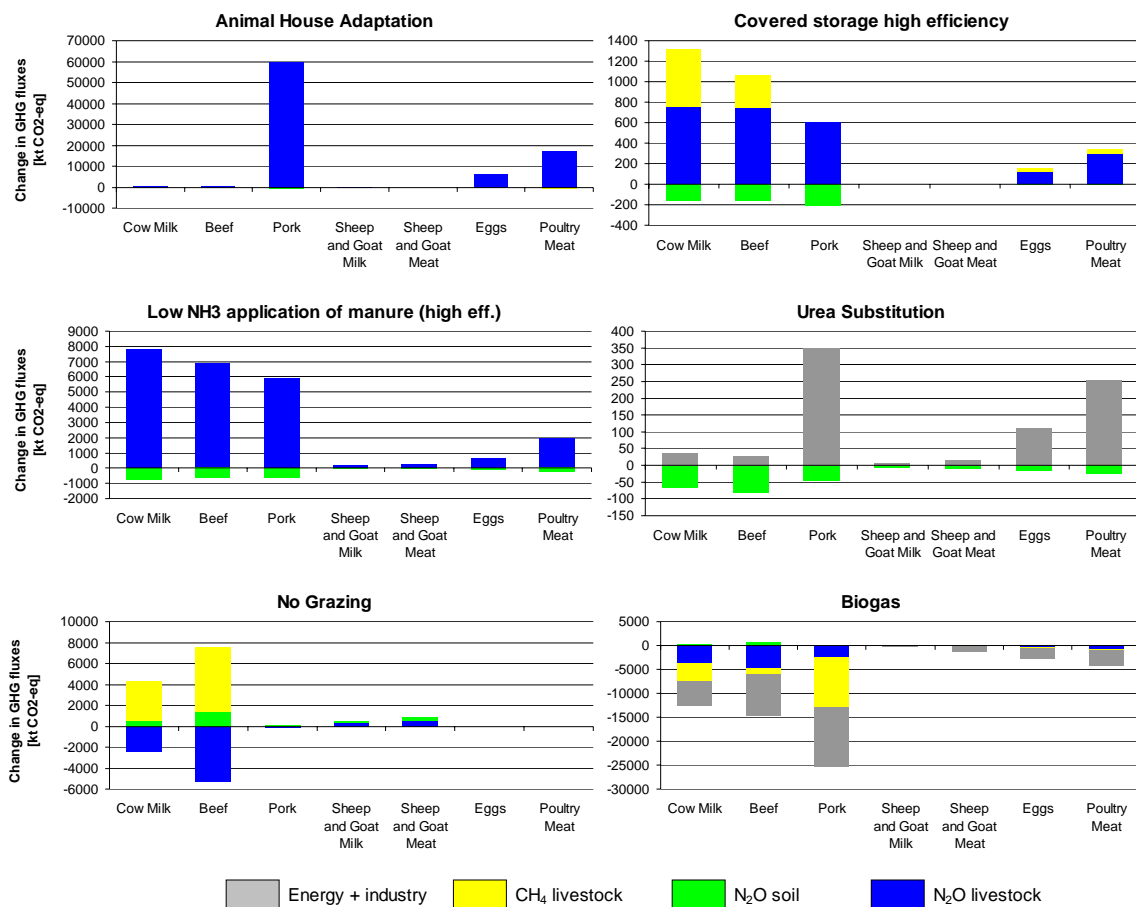 Animal House Adaptation
Change in GHG fluxes
[kt CO2-eq]
70000
60000
50000
40000
30000
20000
10000
0
-10000
Cow Milk
Beef
Pork
Sheep
and Goat
Milk
Sheep
and Goat
Meat
Eggs
Poultry
Meat
Covered storage high efficiency
1400
1200
1000
800
600
400
200
0
-200
-400
Cow Milk
Beef
Pork
Sheep and
Goat Milk
Sheep and
Goat Meat
Eggs
Poultry
Meat
Low NH3 application of manure (high eff.)
Change in GHG fluxes
[kt CO2-eq]
9000
8000
7000
6000
5000
4000
3000
2000
1000
0
-1000
-2000
Cow Milk
Beef
Pork
Sheep
and Goat
Milk
Sheep
and Goat
Meat
Eggs
Poultry
Meat
Urea Substitution
400
350
300
250
200
150
100
50
0
-50
-100
-150
Cow Milk
Beef
Pork
Sheep and
Goat Milk
Sheep and
Goat Meat
Eggs
Poultry
Meat
No Grazing
Change in GHG fluxes
[kt CO2-eq]
10000
8000
6000
4000
2000
0
-2000
-4000
-6000
Cow Milk
Beef
Pork
Sheep
and Goat
Milk
Sheep
and Goat
Meat
Eggs
Poultry
Meat
Biogas
5000
0
-5000
-10000
-15000
-20000
-25000
-30000
Cow Milk
Beef
Pork
Sheep
and Goat
Milk
Sheep
and Goat
Meat
Eggs
Poultry
Meat
Energy + industry
CH₄ livestock
N₂O soil
N₂O livestock